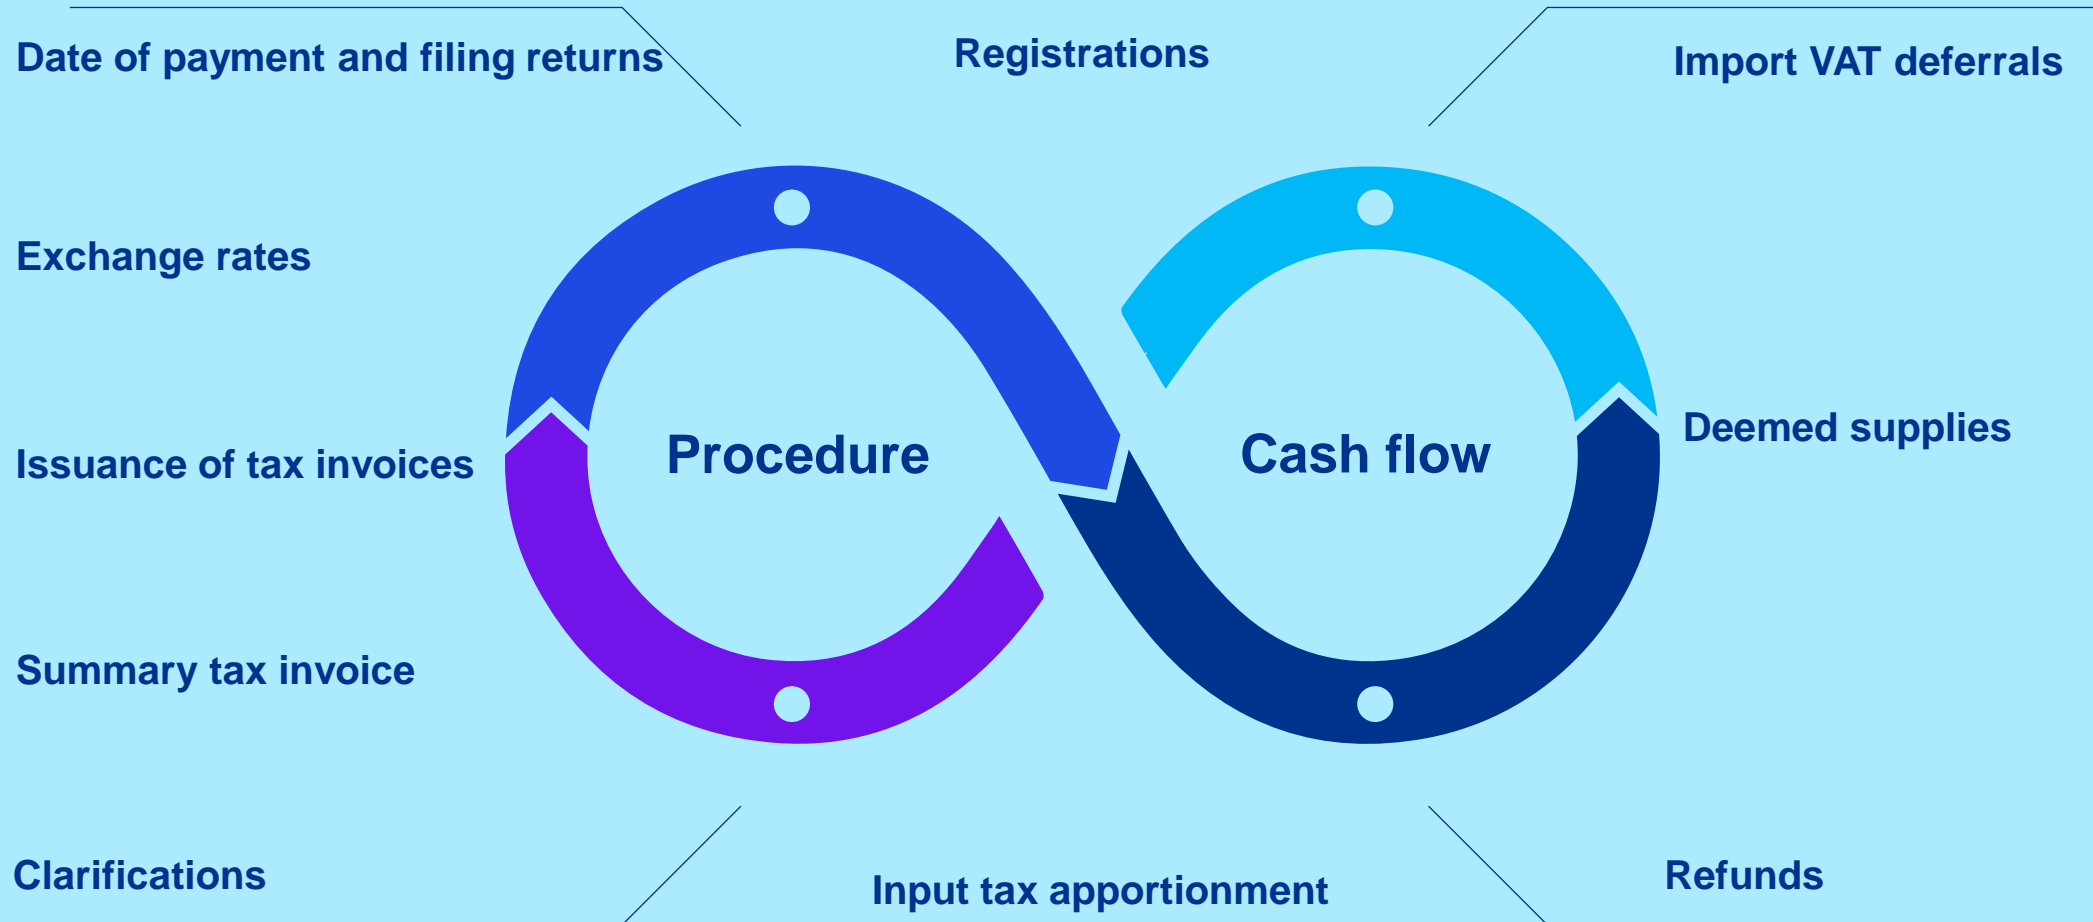 Date of payment and filing returns
Registrations
Import VAT deferrals
Exchange rates
Issuance of tax invoices
Procedure
Cash flow
Deemed supplies
Summary tax invoice
Clarifications
Input tax apportionment
Refunds